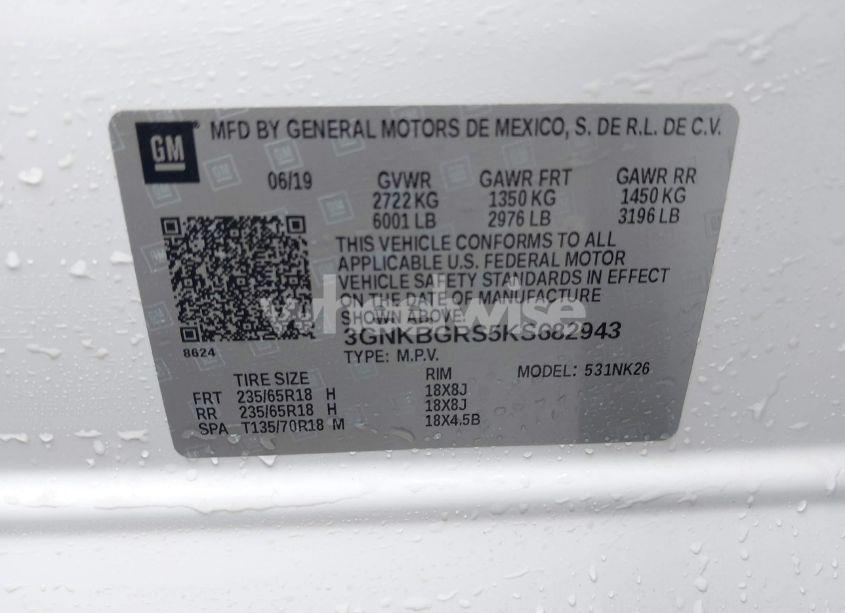 GM ® MFD BY GENERAL MOTORS DE MEXICO, S. DE R.L. DE C.V.
06/19 GVWR GAWR FRT GAWR RR
2722 KG 1350 KG 1450 KG
6001 LB 2976 LB 3196 LB
THIS VEHICLE CONFORMS TO ALL
APPLICABLE U.S. FEDERAL MOTOR
VEHICLE SAFETY STANDARDS IN EFFECT
ON THE DATE OF MANUFACTURE
SHOWN ABOVE.
3GNKBGRS5KS682943
8624
TYPE: M.P.V. MODEL: 531NK26
TIRE SIZE RIM
FRT 235/65R18 H 18X8J
RR 235/65R18 H 18X8J
SPA T135/70R18 M 18X4.5B